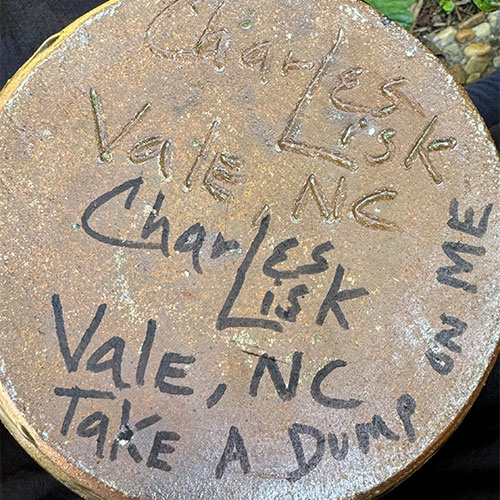 Charles
Lisk
Vale, NC
Charles
Lisk
Vale, NC
Take A Dump ON ME